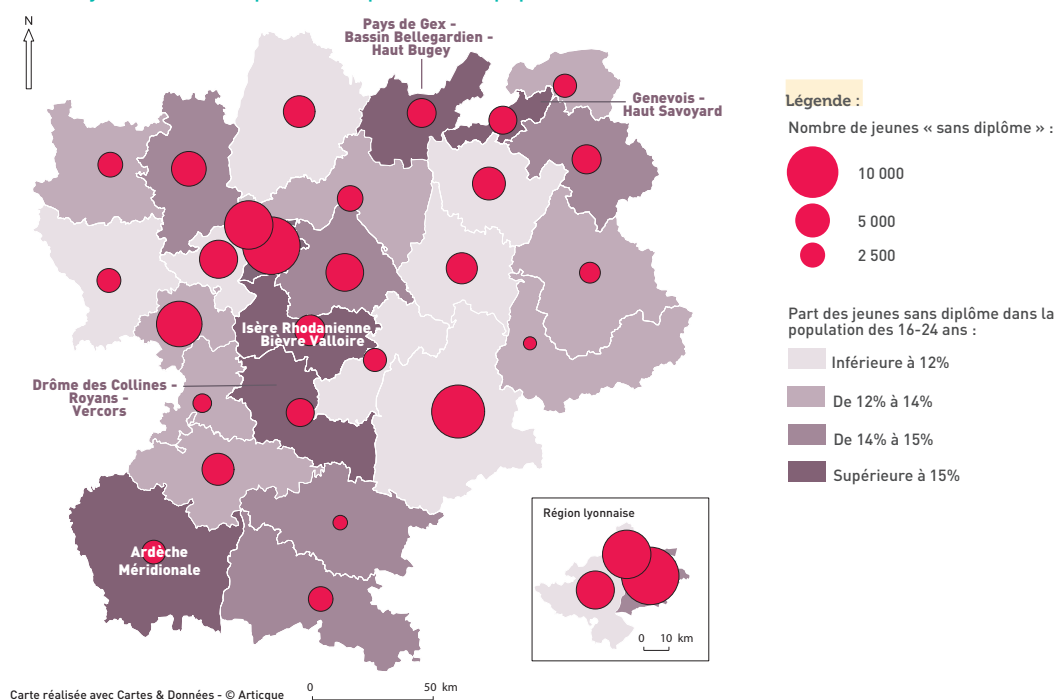 N
Pays de Gex -
Bassin Bellegardien -
Haut Bugey
Genevois -
Haut Savoyard
Isère Rhodanienne
Bièvre Valloire
Drôme des Collines -
Royans -
Vercors
Ardèche
Méridionale
Légende :
Nombre de jeunes « sans diplôme » :
10 000
5 000
2 500
Part des jeunes sans diplôme dans la
population des 16-24 ans :
Inférieure à 12%
De 12% à 14%
De 14% à 15%
Supérieure à 15%
Région lyonnaise
0 10 km
Carte réalisée avec Cartes & Données - © Articque
0 50 km